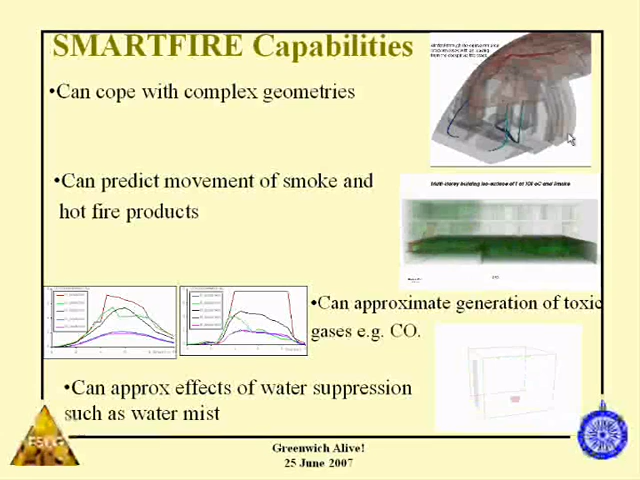 SMARTFIRE Capabilities
•Can cope with complex geometries
•Can predict movement of smoke and
hot fire products
•Can approximate generation of toxic
gases e.g. CO.
•Can approx effects of water suppression
such as water mist
FSEG
Greenwich Alive!
25 June 2007